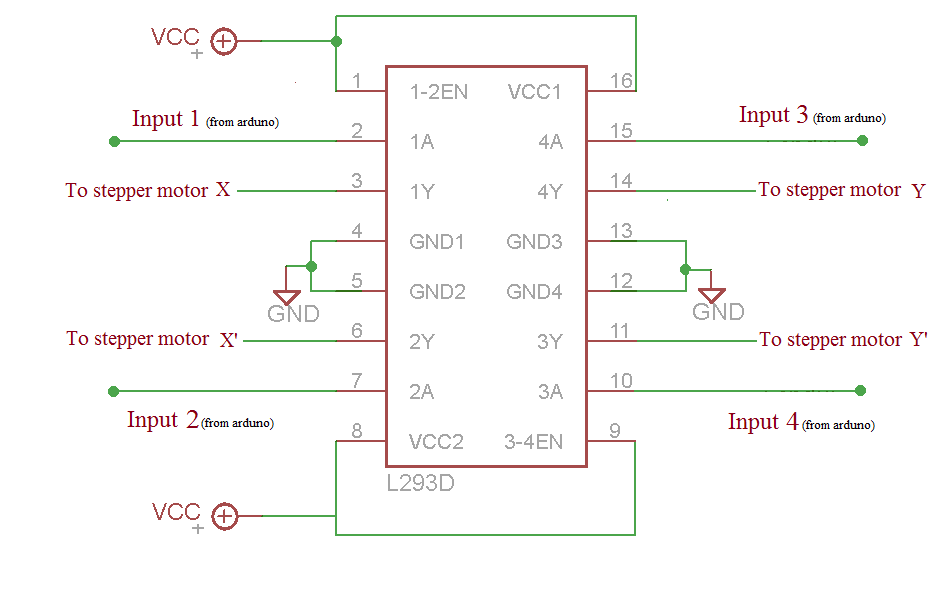 VCC +
1 16
1-2EN VCC1
Input 1 (from arduno) 2 15 Input 3 (from arduno)
1A 4A
To stepper motor X 3 14 To stepper motor Y
1Y 4Y
4 13
GND1 GND3
5 12
GND GND2 GND4 GND
To stepper motor X' 6 11 To stepper motor Y'
2Y 3Y
7 10
2A 3A
Input 2 (from arduno) Input 4 (from arduno)
8 9
VCC2 3-4EN
L293D
VCC +